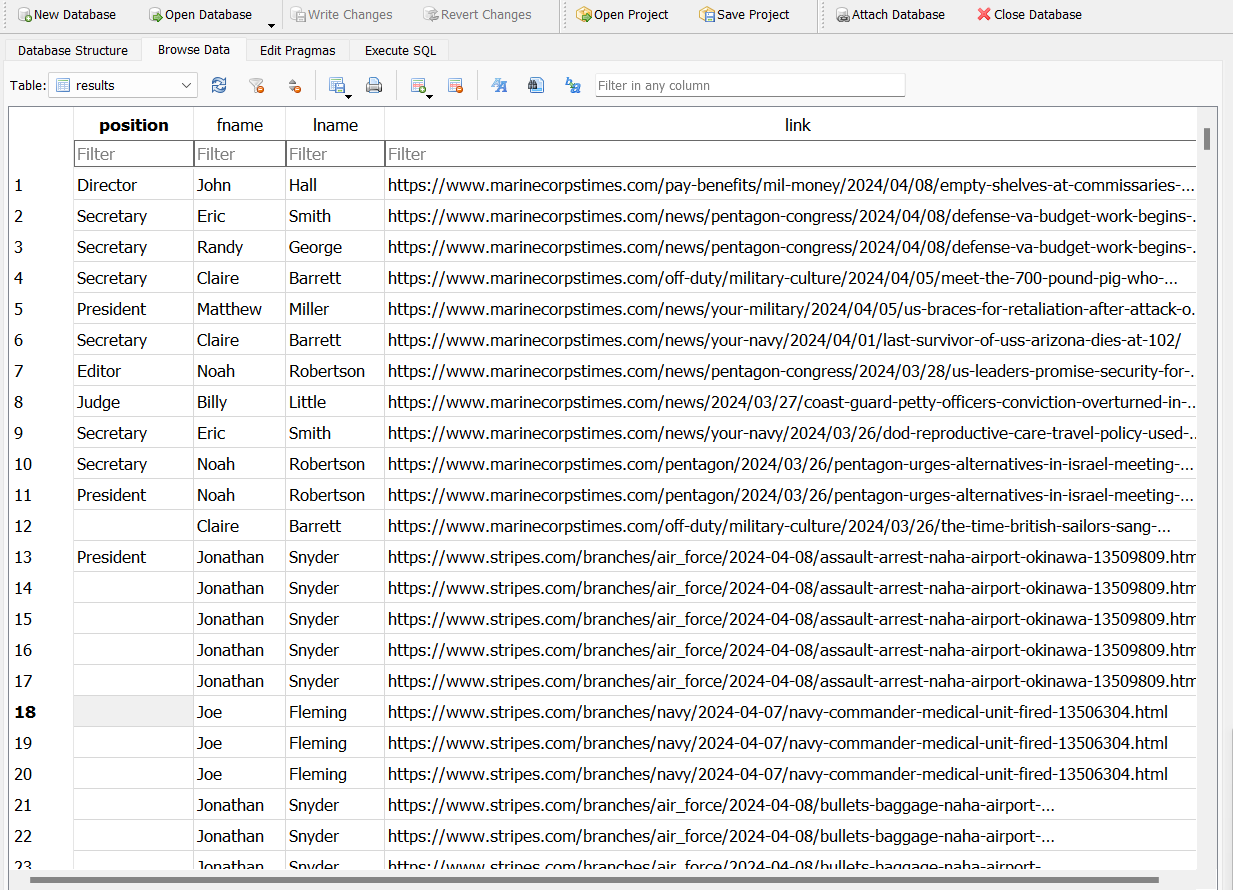 New Database Open Database Write Changes Revert Changes Open Project Save Project Attach Database Close Database
Database Structure Browse Data Edit Pragmas Execute SQL
Table: results Filter in any column
position fname lname link
Filter Filter Filter Filter
1 Director John Hall https://www.marinecorpstimes.com/pay-benefits/mil-money/2024/04/08/empty-shelves-at-commissaries-...
2 Secretary Eric Smith https://www.marinecorpstimes.com/news/pentagon-congress/2024/04/08/defense-va-budget-work-begins-.
3 Secretary Randy George https://www.marinecorpstimes.com/news/pentagon-congress/2024/04/08/defense-va-budget-work-begins-.
4 Secretary Claire Barrett https://www.marinecorpstimes.com/off-duty/military-culture/2024/04/05/meet-the-700-pound-pig-who-...
5 President Matthew Miller https://www.marinecorpstimes.com/news/your-military/2024/04/05/us-braces-for-retaliation-after-attack-o.
6 Secretary Claire Barrett https://www.marinecorpstimes.com/news/your-navy/2024/04/01/last-survivor-of-uss-arizona-dies-at-102/
7 Editor Noah Robertson https://www.marinecorpstimes.com/news/pentagon-congress/2024/03/28/us-leaders-promise-security-for-.
8 Judge Billy Little https://www.marinecorpstimes.com/news/2024/03/27/coast-guard-petty-officers-conviction-overturned-in-...
9 Secretary Eric Smith https://www.marinecorpstimes.com/news/your-navy/2024/03/26/dod-reproductive-care-travel-policy-used-..
10 Secretary Noah Robertson https://www.marinecorpstimes.com/pentagon/2024/03/26/pentagon-urges-alternatives-in-israel-meeting-...
11 President Noah Robertson https://www.marinecorpstimes.com/pentagon/2024/03/26/pentagon-urges-alternatives-in-israel-meeting-...
12 Claire Barrett https://www.marinecorpstimes.com/off-duty/military-culture/2024/03/26/the-time-british-sailors-sang-...
13 President Jonathan Snyder https://www.stripes.com/branches/air_force/2024-04-08/assault-arrest-naha-airport-okinawa-13509809.htm
14 Jonathan Snyder https://www.stripes.com/branches/air_force/2024-04-08/assault-arrest-naha-airport-okinawa-13509809.htm
15 Jonathan Snyder https://www.stripes.com/branches/air_force/2024-04-08/assault-arrest-naha-airport-okinawa-13509809.htm
16 Jonathan Snyder https://www.stripes.com/branches/air_force/2024-04-08/assault-arrest-naha-airport-okinawa-13509809.htm
17 Jonathan Snyder https://www.stripes.com/branches/air_force/2024-04-08/assault-arrest-naha-airport-okinawa-13509809.htm
18 Joe Fleming https://www.stripes.com/branches/navy/2024-04-07/navy-commander-medical-unit-fired-13506304.html
19 Joe Fleming https://www.stripes.com/branches/navy/2024-04-07/navy-commander-medical-unit-fired-13506304.html
20 Joe Fleming https://www.stripes.com/branches/navy/2024-04-07/navy-commander-medical-unit-fired-13506304.html
21 Jonathan Snyder https://www.stripes.com/branches/air_force/2024-04-08/bullets-baggage-naha-airport-...
22 Jonathan Snyder https://www.stripes.com/branches/air_force/2024-04-08/bullets-baggage-naha-airport-...
23 Jonathan Snyder https://www.stripes.com/branches/air_force/2024-04-08/bullets-baggage-naha-airport-